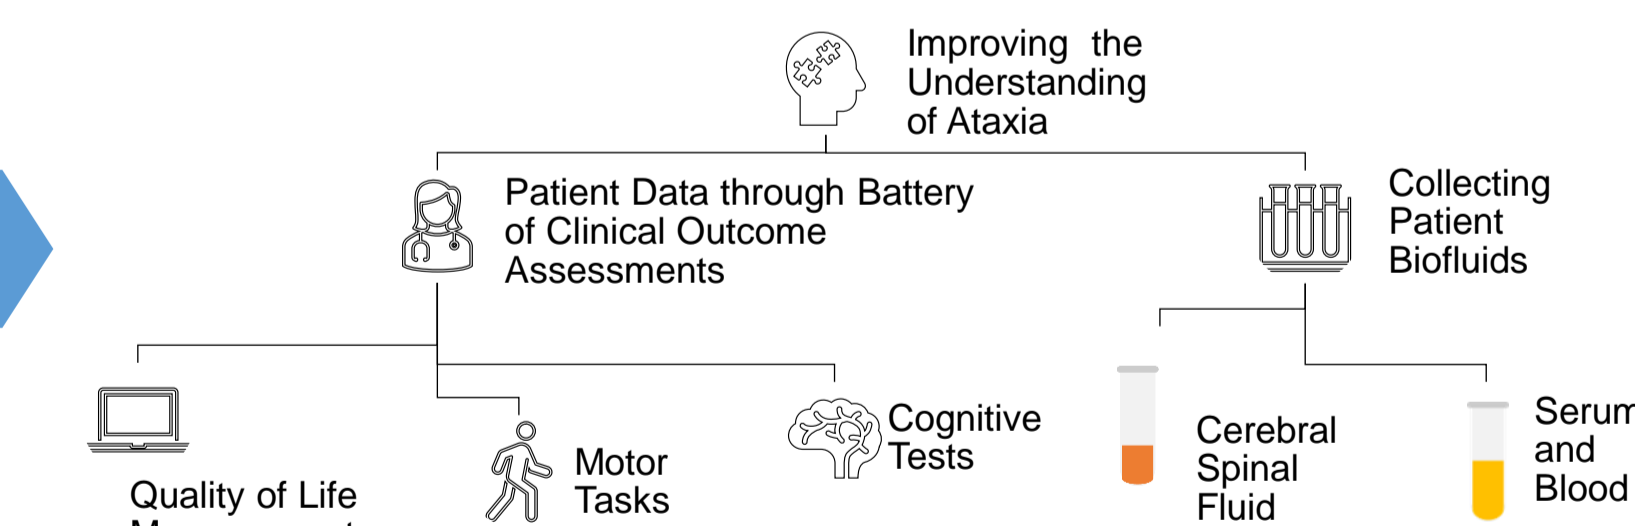 Improving the
Understanding
of Ataxia
Patient Data through Battery
of Clinical Outcome
Assessments
Collecting
Patient
Biofluids
Quality of Life
Motor
Tasks
Cognitive
Tests
Cerebral
Spinal
Fluid
Serum
and
Blood